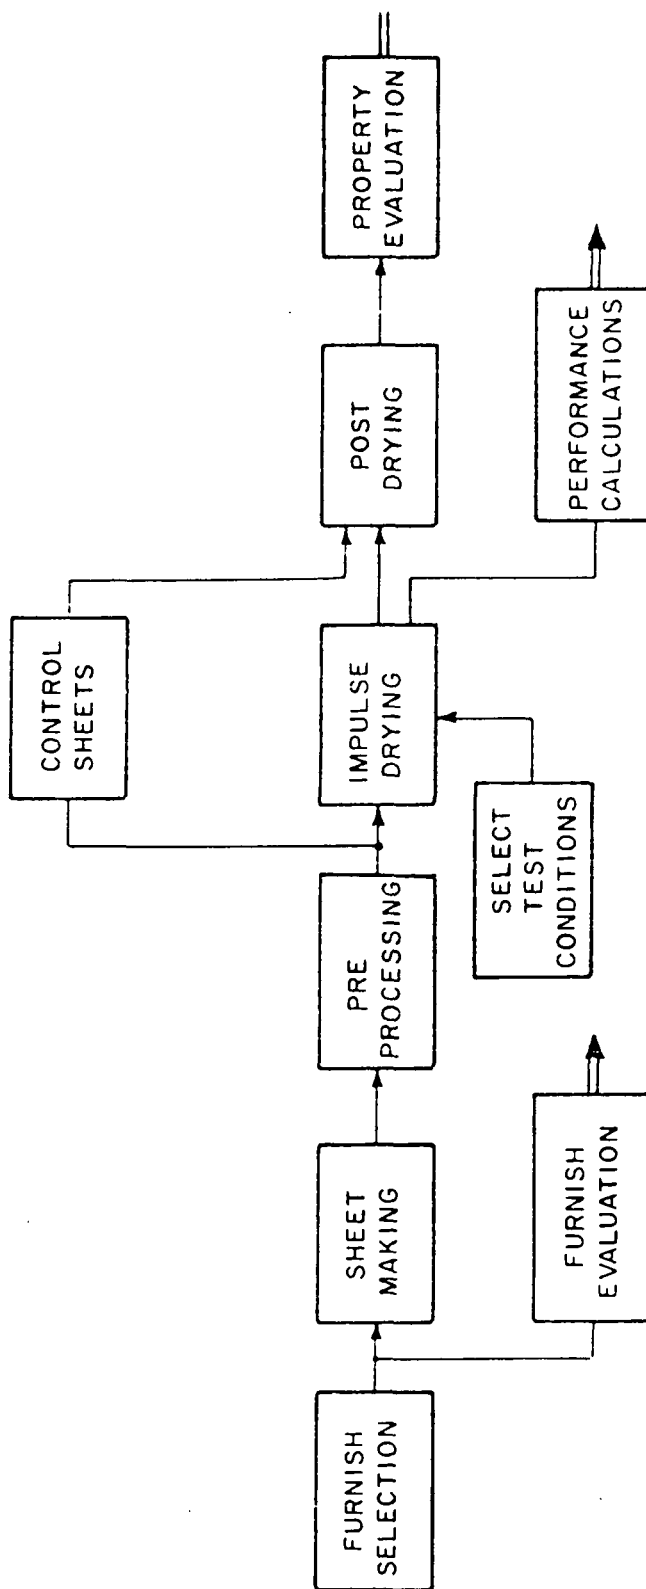 CONTROL
SHEETS
FURNISH
SELECTION
SHEET
MAKING
PRE
PROCESSING
IMPULSE
DRYING
POST
DRYING
PROPERTY
EVALUATION
FURNISH
EVALUATION
SELECT
TEST
CONDITIONS
PERFORMANCE
CALCULATIONS